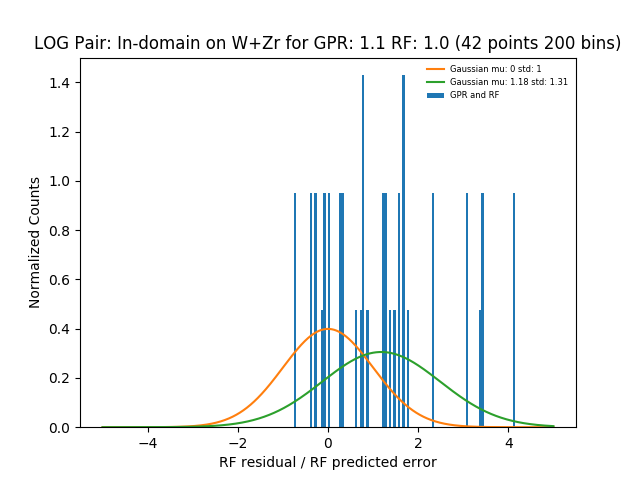 LOG Pair: In-domain on W+Zr for GPR: 1.1 RF: 1.0 (42 points 200 bins)
Gaussian mu: 0 std: 1
Gaussian mu: 1.18 std: 1.31
GPR and RF
Normalized Counts
1.4
1.2
1.0
0.8
0.6
0.4
0.2
0.0
−4 −2 0 2 4
RF residual / RF predicted error